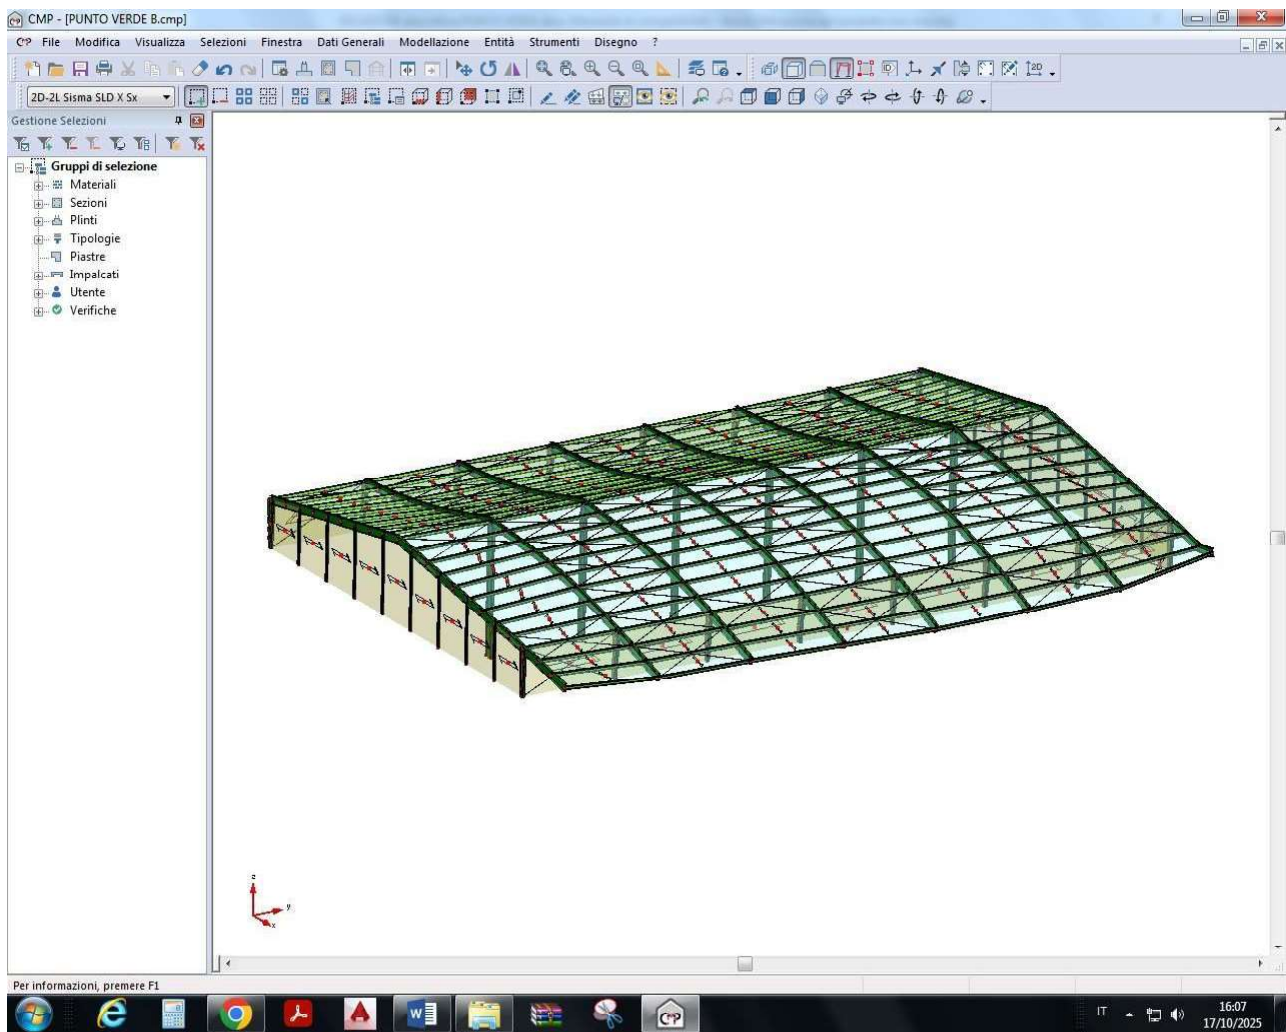 CMP - [PUNTO VERDE B.cmp]
File Modifica Visualizza Selezioni Finestra Dati Generali Modellazione Entità Strumenti Disegno ?
2D-2L Sisma SLD X Sx
Gestione Selezioni
Gruppi di selezione
Materiali
Sezioni
Plinti
Tipologie
Piastre
Impalcati
Utente
Verifiche
z
y
x
Per informazioni, premere F1
IT
16:07
17/10/2025